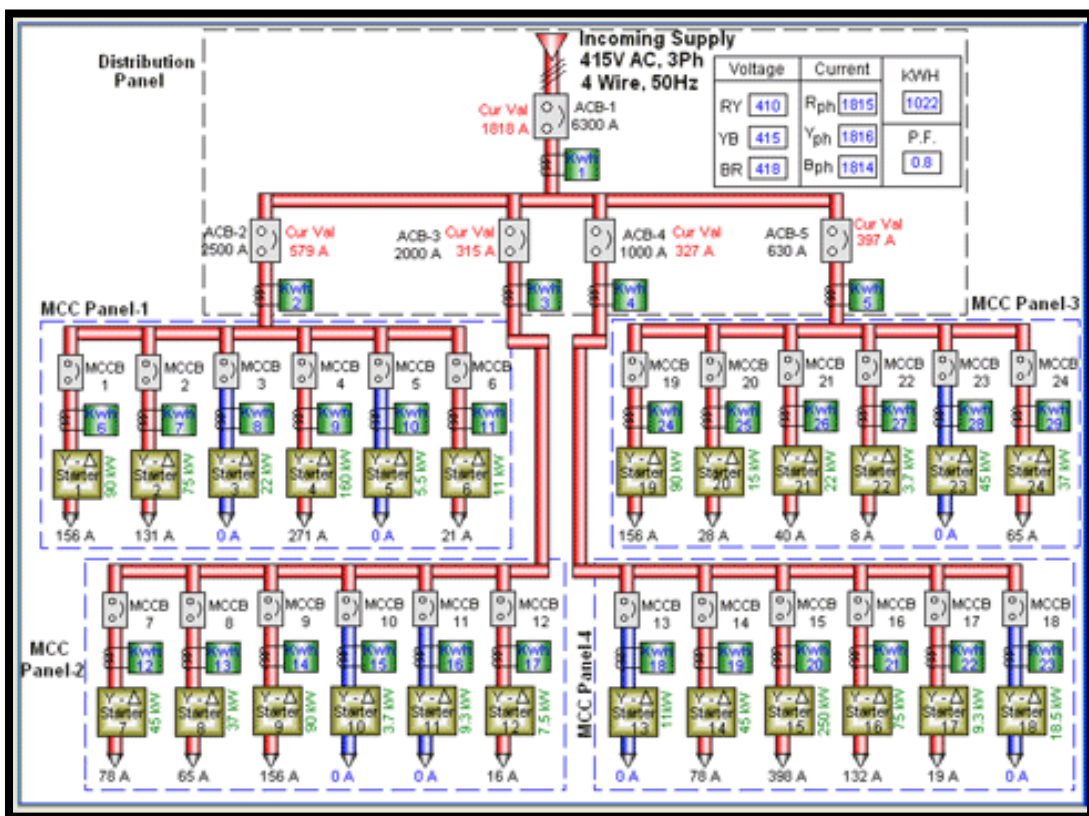 Distribution
Panel
Incoming Supply
415V AC, 3Ph
4 Wire, 50Hz
Voltage Current KWH
RY 410 Rph 1815 1022
YB 415 Yph 1816 P.F.
BR 418 Bph 1814 0.8
Cur Val
1818 A
ACB-1
6300 A
Kwh
1
ACB-2
2500 A
Cur Val
579 A
ACB-3
2000 A
Cur Val
315 A
ACB-4
1000 A
Cur Val
327 A
ACB-5
630 A
Cur Val
397 A
Kwh
2
Kwh
3
Kwh
4
Kwh
5
MCC Panel-1
MCCB
1
MCCB
2
MCCB
3
MCCB
4
MCCB
5
MCCB
6
Kwh
6
Kwh
7
Kwh
8
Kwh
9
Kwh
10
Kwh
11
Y - Δ
Starter
1
90 kW
Y - Δ
Starter
2
75 kW
Y - Δ
Starter
3
22 kW
Y - Δ
Starter
4
160 kW
Y - Δ
Starter
5
5.5 kW
Y - Δ
Starter
6
11 kW
156 A 131 A 0 A 271 A 0 A 21 A
MCC Panel-3
MCCB
19
MCCB
20
MCCB
21
MCCB
22
MCCB
23
MCCB
24
Kwh
24
Kwh
25
Kwh
26
Kwh
27
Kwh
28
Kwh
29
Y - Δ
Starter
19
90 kW
Y - Δ
Starter
20
15 kW
Y - Δ
Starter
21
22 kW
Y - Δ
Starter
22
3.7 kW
Y - Δ
Starter
23
45 kW
Y - Δ
Starter
24
37 kW
156 A 28 A 40 A 8 A 0 A 65 A
MCC
Panel-2
MCCB
7
MCCB
8
MCCB
9
MCCB
10
MCCB
11
MCCB
12
Kwh
12
Kwh
13
Kwh
14
Kwh
15
Kwh
16
Kwh
17
Y - Δ
Starter
7
45 kW
Y - Δ
Starter
8
37 kW
Y - Δ
Starter
9
90 kW
Y - Δ
Starter
10
3.7 kW
Y - Δ
Starter
11
9.3 kW
Y - Δ
Starter
12
7.5 kW
78 A 65 A 156 A 0 A 0 A 16 A
MCC Panel-4
MCCB
13
MCCB
14
MCCB
15
MCCB
16
MCCB
17
MCCB
18
Kwh
18
Kwh
19
Kwh
20
Kwh
21
Kwh
22
Kwh
23
Y - Δ
Starter
13
11kW
Y - Δ
Starter
14
45 kW
Y - Δ
Starter
15
250 kW
Y - Δ
Starter
16
75 kW
Y - Δ
Starter
17
9.3 kW
Y - Δ
Starter
18
18.5 kW
0 A 78 A 398 A 132 A 19 A 0 A